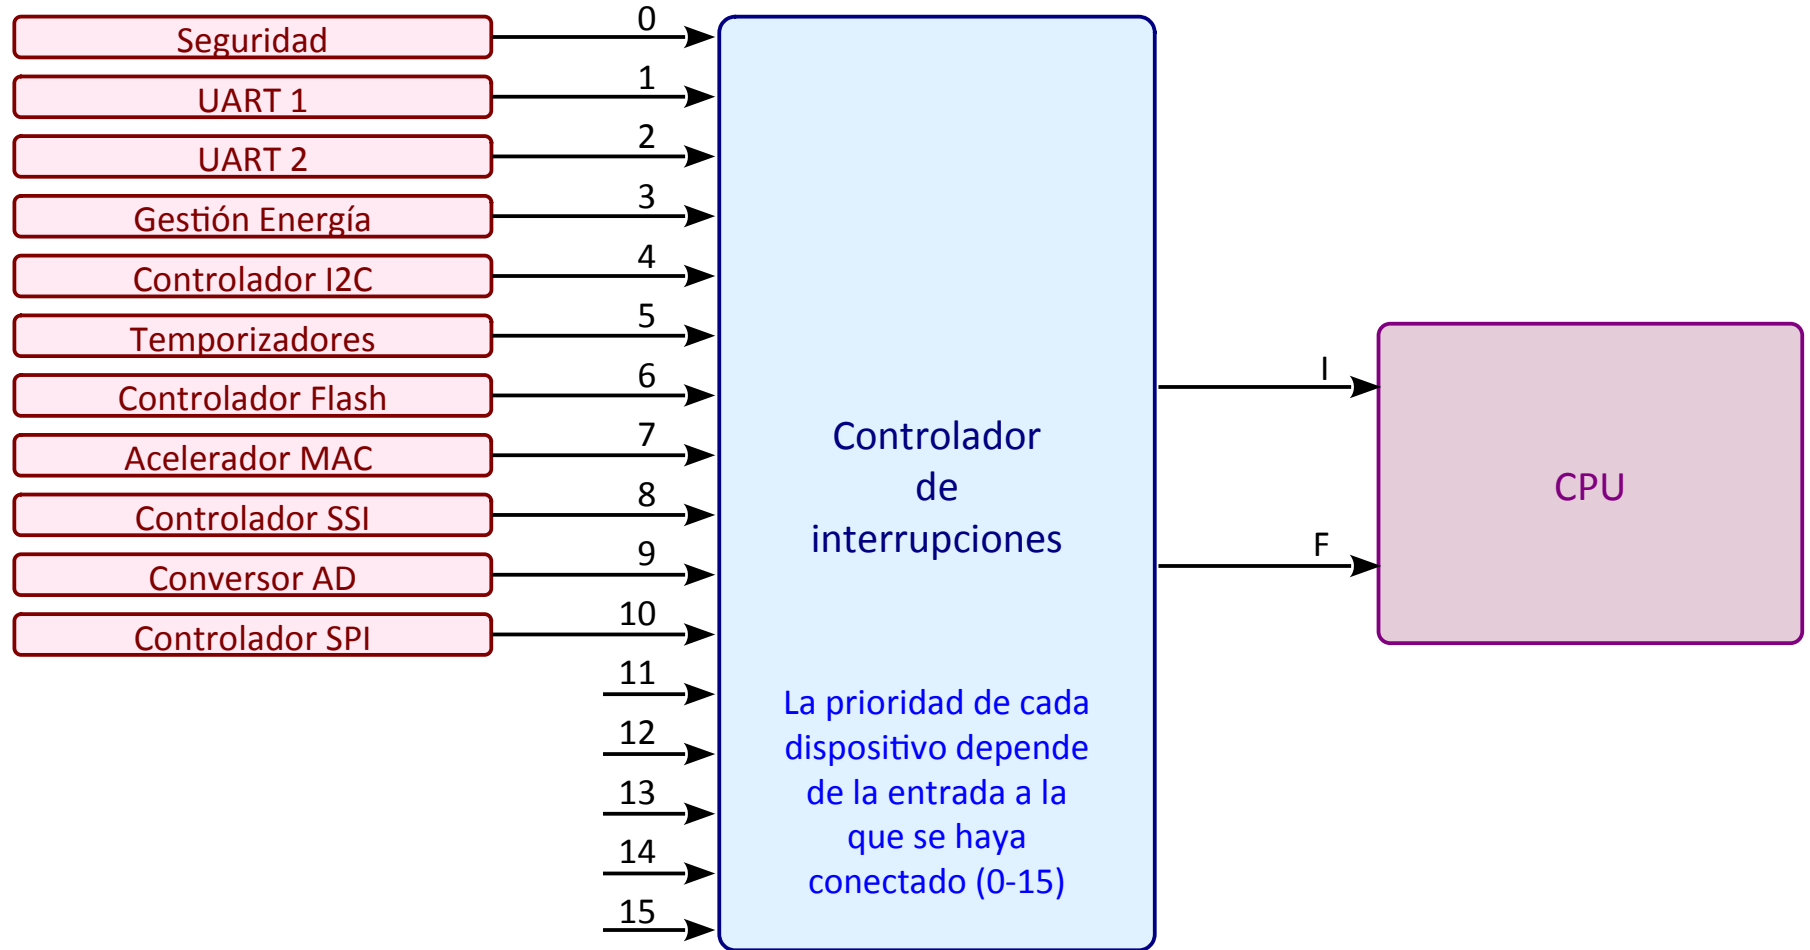 Seguridad
0
UART 1
1
UART 2
2
Gestión Energía
3
Controlador I2C
4
Temporizadores
5
Controlador Flash
6
Acelerador MAC
7
Controlador SSI
8
Conversor AD
9
Controlador SPI
10
11
12
13
14
15
Controlador
de
interrupciones
La prioridad de cada
dispositivo depende
de la entrada a la
que se haya
conectado (0-15)
I
F
CPU